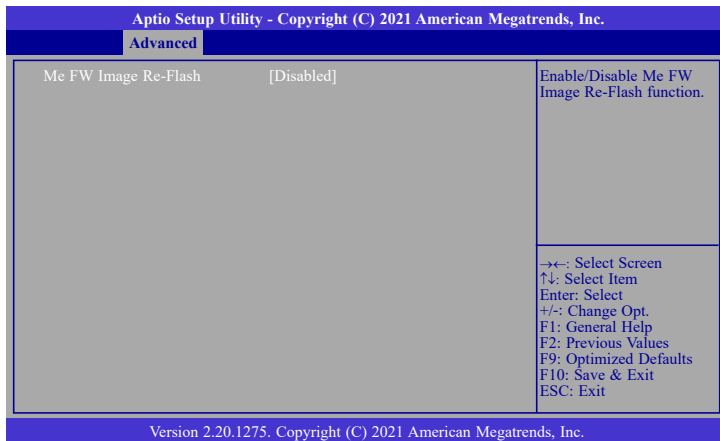 Aptio Setup Utility - Copyright (C) 2021 American Megatrends, Inc.
Advanced
Me FW Image Re-Flash [Disabled]
Enable/Disable Me FW
Image Re-Flash function.
→←: Select Screen
↑↓: Select Item
Enter: Select
+/-: Change Opt.
F1: General Help
F2: Previous Values
F9: Optimized Defaults
F10: Save & Exit
ESC: Exit
Version 2.20.1275. Copyright (C) 2021 American Megatrends, Inc.